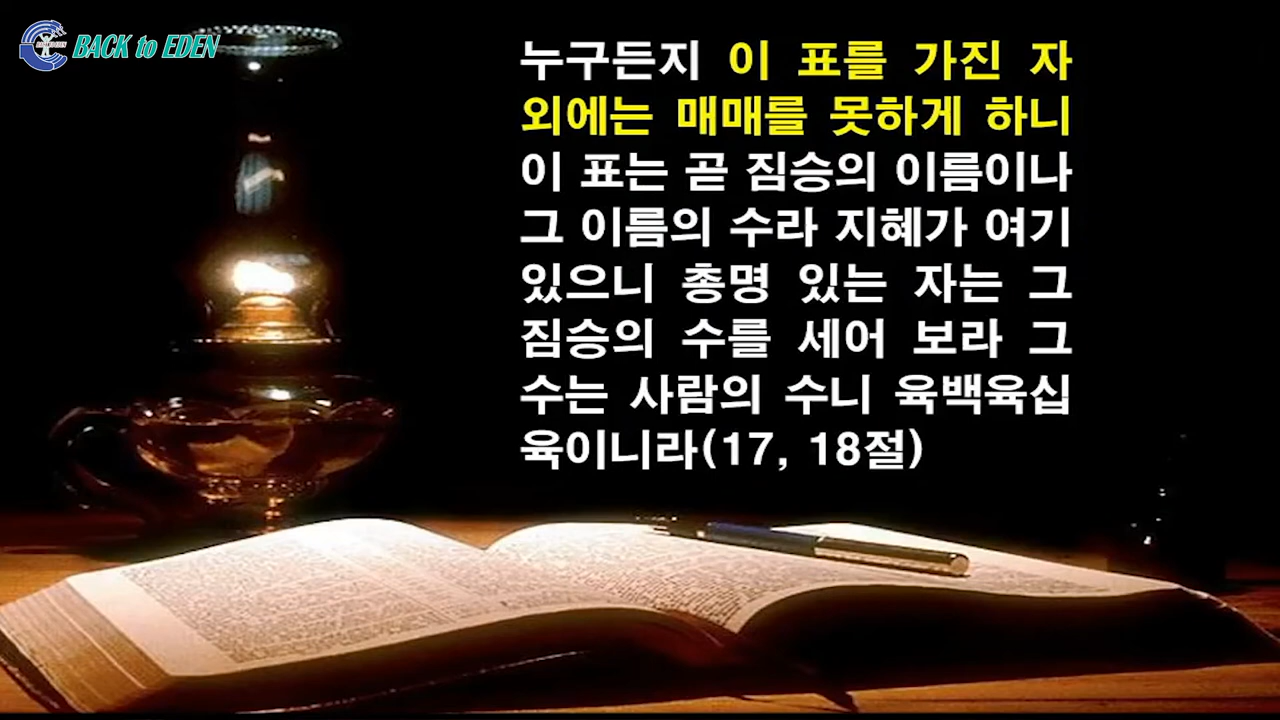 BACK to EDEN
누구든지 이 표를 가진 자
외에는 매매를 못하게 하니
이 표는 곧 짐승의 이름이나
그 이름의 수라 지혜가 여기
있으니 총명 있는 자는 그
짐승의 수를 세어 보라 그
수는 사람의 수니 육백육십
육이니라(17, 18절)